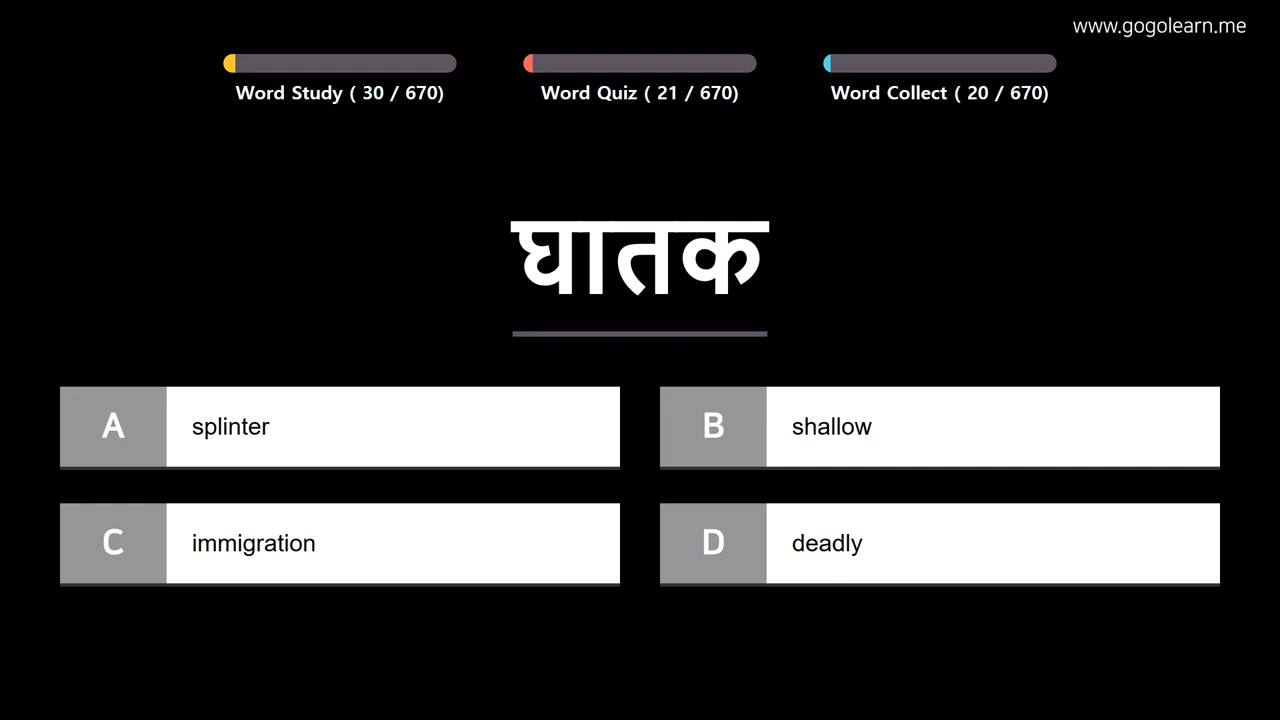 www.gogolearn.me
Word Study ( 30 / 670) Word Quiz ( 21 / 670) Word Collect ( 20 / 670)
घातक
A splinter
B shallow
C immigration
D deadly